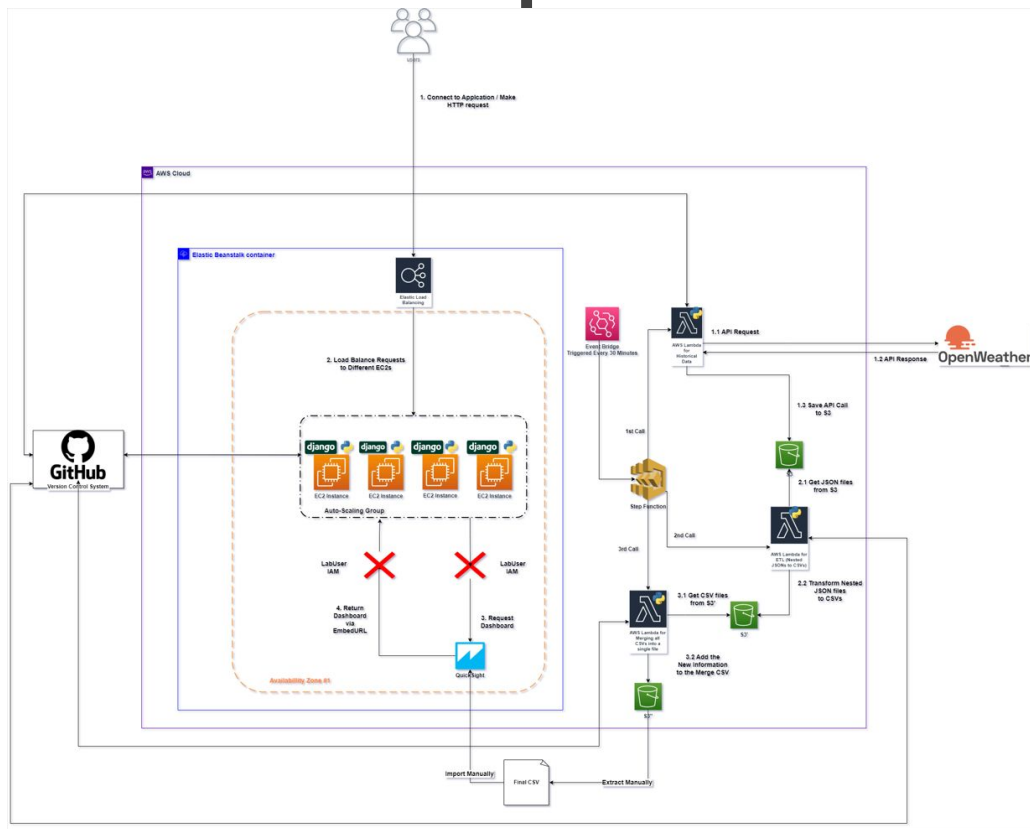 users
1. Connect to Application / Make
HTTP request
AWS Cloud
Elastic Beanstalk container
Elastic Load
Balancing
2. Load Balance Requests
to Different EC2s
Event Bridge
Triggered Every 30 Minutes
AWS Lambda
for
Historical
Data
1.1 API Request
1.2 API Response
OpenWeather
1.3 Save API Call
to S3
1st Call
django
django
django
django
EC2 Instance
EC2 Instance
EC2 Instance
EC2 Instance
Auto-Scaling Group
GitHub
Version Control System
Step Function
S3
2.1 Get JSON files
from S3
2nd Call
3rd Call
AWS Lambda for
ETL (Nested
JSONs to CSVs)
LabUser
IAM
LabUser
IAM
2.2 Transform Nested
JSON files
to CSVs
4. Return
Dashboard
via
EmbedURL
3. Request
Dashboard
3.1 Get CSV files
from S3'
AWS Lambda for
Merging all
CSVs into a
single file
S3'
3.2 Add the
New Information
to the Merge CSV
QuickSight
Availability Zone #1
S3''
Import Manually
Final CSV
Extract Manually